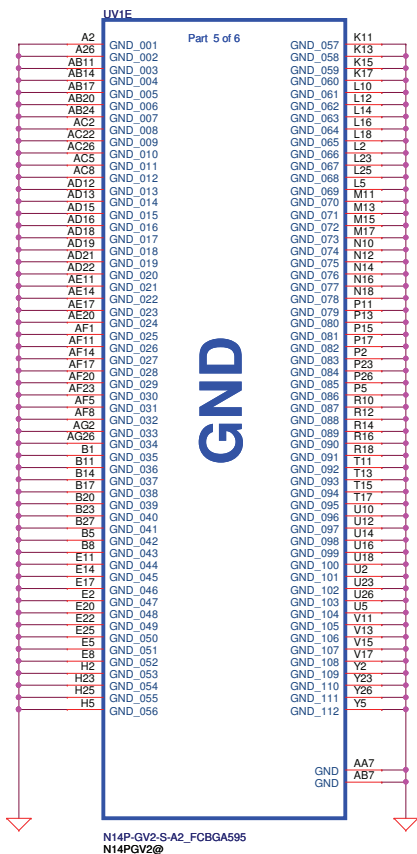 UV1E
Part 5 of 6
A2 GND_001 GND_057 K11
A26 GND_002 GND_058 K13
AB11 GND_003 GND_059 K15
AB14 GND_004 GND_060 K17
AB17 GND_005 GND_061 L10
AB20 GND_006 GND_062 L12
AB24 GND_007 GND_063 L14
AC2 GND_008 GND_064 L16
AC22 GND_009 GND_065 L18
AC26 GND_010 GND_066 L2
AC5 GND_011 GND_067 L23
AC8 GND_012 GND_068 L25
AD12 GND_013 GND_069 L5
AD13 GND_014 GND_070 M11
AD15 GND_015 GND_071 M13
AD16 GND_016 GND_072 M15
AD18 GND_017 GND_073 M17
AD19 GND_018 GND_074 N10
AD21 GND_019 GND_075 N12
AD22 GND_020 GND_076 N14
AE11 GND_021 GND_077 N16
AE14 GND_022 GND_078 N18
AE17 GND_023 GND_079 P11
AE20 GND_024 GND_080 P13
AF1 GND_025 GND_081 P15
AF11 GND_026 GND_082 P17
AF14 GND_027 GND_083 P2
AF17 GND_028 GND_084 P23
AF20 GND_029 GND_085 P26
AF23 GND_030 GND_086 P5
AF5 GND_031 GND_087 R10
AF8 GND_032 GND_088 R12
AG2 GND_033 GND_089 R14
AG26 GND_034 GND_090 R16
B1 GND_035 GND_091 R18
B11 GND_036 GND_092 T11
B14 GND_037 GND_093 T13
B17 GND_038 GND_094 T15
B20 GND_039 GND_095 T17
B23 GND_040 GND_096 U10
B27 GND_041 GND_097 U12
B5 GND_042 GND_098 U14
B8 GND_043 GND_099 U16
E11 GND_044 GND_100 U18
E14 GND_045 GND_101 U2
E17 GND_046 GND_102 U23
E2 GND_047 GND_103 U26
E20 GND_048 GND_104 U5
E22 GND_049 GND_105 V11
E25 GND_050 GND_106 V13
E5 GND_051 GND_107 V15
E8 GND_052 GND_108 V17
H2 GND_053 GND_109 Y2
H23 GND_054 GND_110 Y23
H25 GND_055 GND_111 Y26
H5 GND_056 GND_112 Y5
GND
GND AA7
GND AB7
N14P-GV2-S-A2_FCBGA595
N14PGV2@